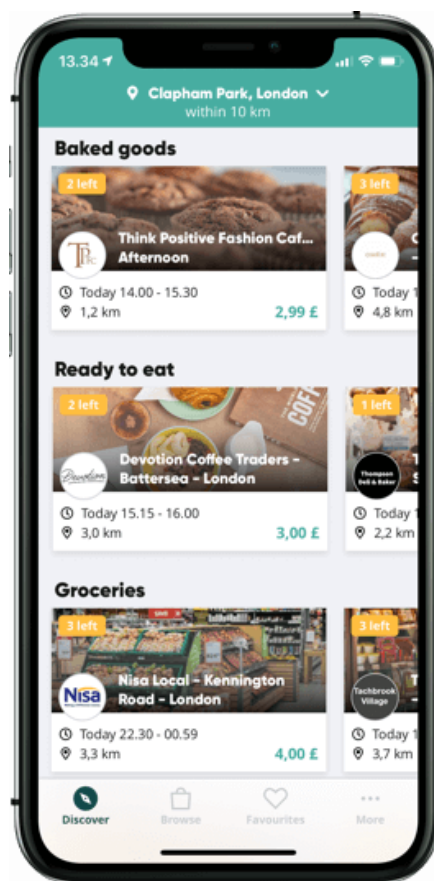 13.34
Clapham Park, London
within 10 km
Baked goods
2 left
3 left
Think Positive Fashion Caf...
Afternoon
Today 14.00 - 15.30
1,2 km
2,99 £
Today 1
4,8 km
Ready to eat
2 left
1 left
COFF
Devotion
Devotion Coffee Traders –
Battersea – London
Thompson
Deli & Baker
Today 15.15 - 16.00
3,0 km
3,00 £
Today 1
2,2 km
Groceries
3 left
3 left
Nisa
Nisa Local – Kennington
Road – London
Tachbrook
Village
Today 22.30 - 00.59
3,3 km
4,00 £
Today 1
3,7 km
Discover
Browse
Favourites
More